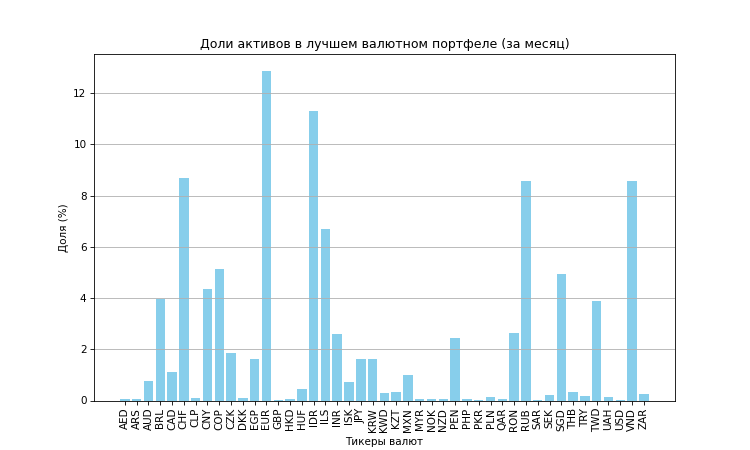 Доли активов в лучшем валютном портфеле (за месяц)
Доля (%)
12
10
8
6
4
2
0
AED ARS AUD BRL CAD CHF CLP CNY COP CZK DKK EGP EUR GBP HKD HUF IDR ILS INR ISK JPY KRW KWD KZT MXN MYR NOK NZD PEN PHP PKR PLN QAR RON RUB SAR SEK SGD THB TRY TWD UAH USD VND ZAR
Тикеры валют